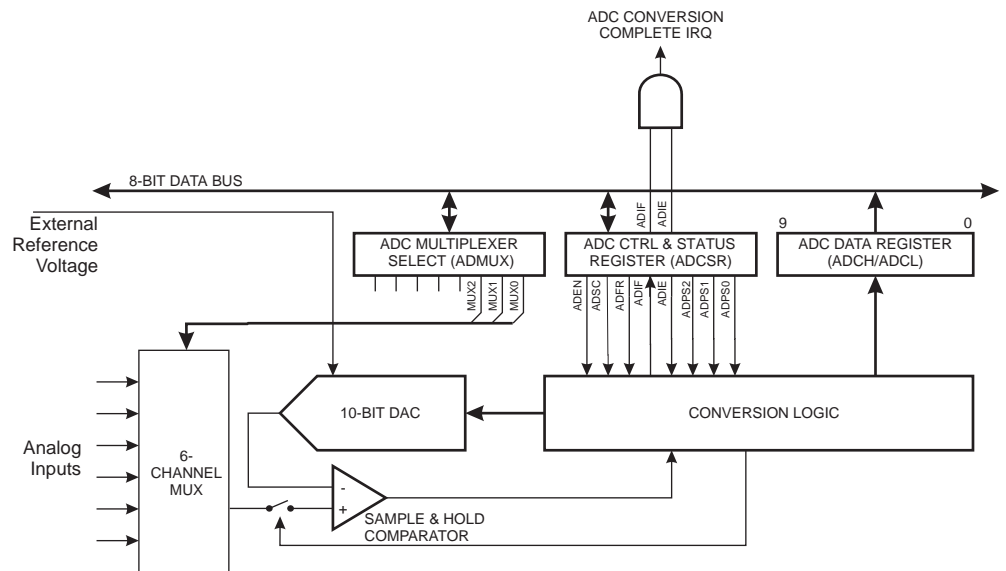 ADC CONVERSION
COMPLETE IRQ
8-BIT DATA BUS
External
Reference
Voltage
ADIF
ADIE
9
0
ADC MULTIPLEXER
SELECT (ADMUX)
ADC CTRL & STATUS
REGISTER (ADCSR)
ADC DATA REGISTER
(ADCH/ADCL)
MUX2
MUX1
MUX0
ADEN
ADSC
ADFR
ADIF
ADIE
ADPS2
ADPS1
ADPS0
10-BIT DAC
CONVERSION LOGIC
Analog
Inputs
6-
CHANNEL
MUX
-
+
SAMPLE & HOLD
COMPARATOR